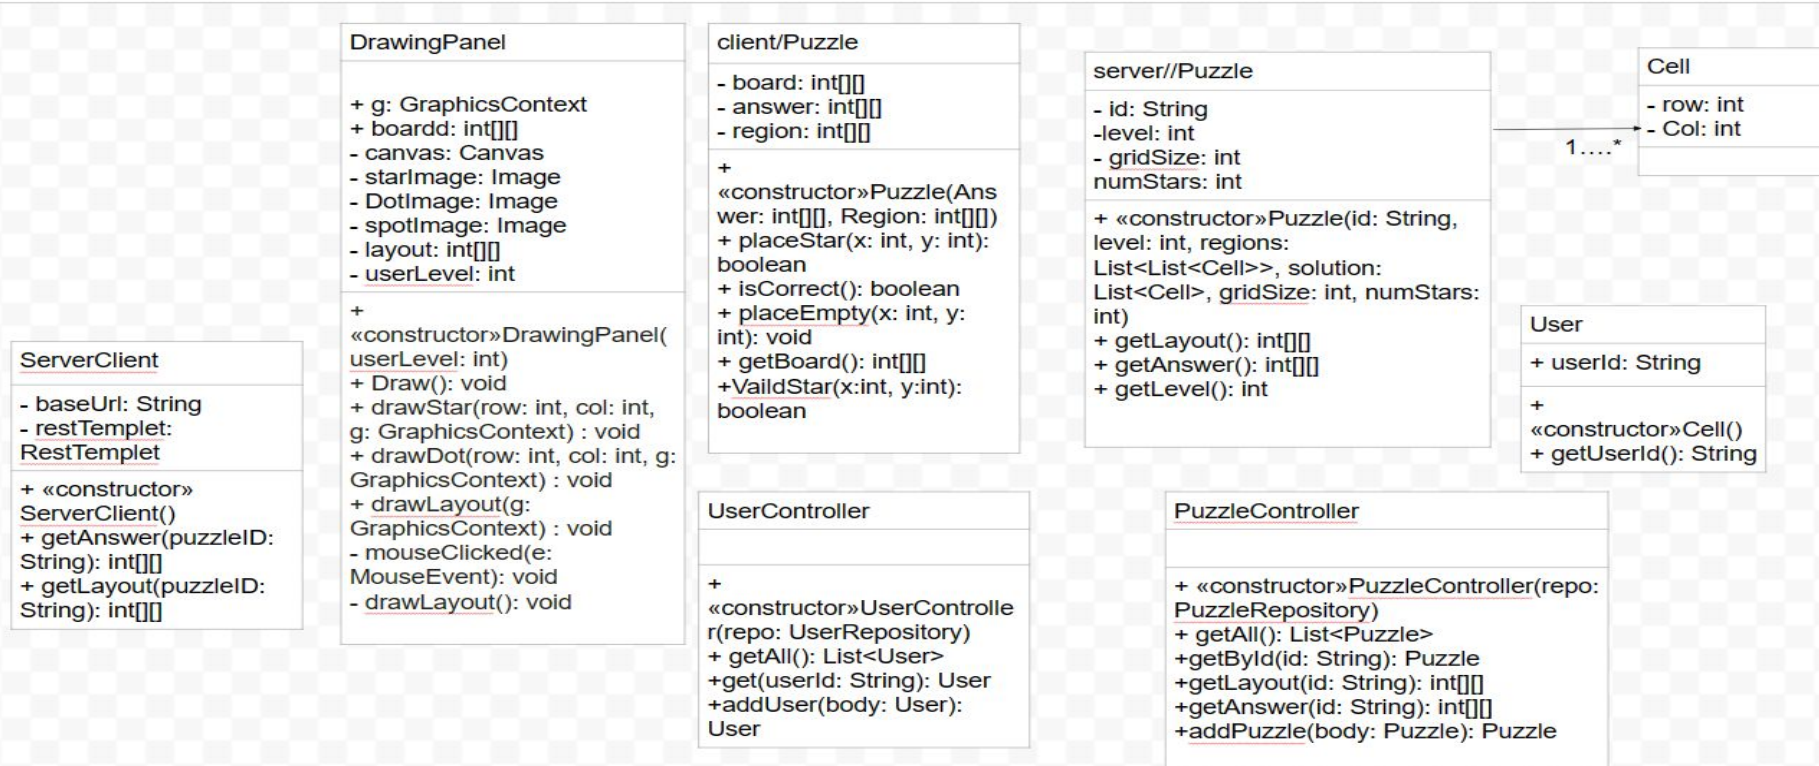 DrawingPanel
+ g: GraphicsContext
+ boardd: int[][]
- canvas: Canvas
- starImage: Image
- DotImage: Image
- spotImage: Image
- layout: int[][]
- userLevel: int
+
«constructor»DrawingPanel(
userLevel: int)
+ Draw(): void
+ drawStar(row: int, col: int,
g: GraphicsContext) : void
+ drawDot(row: int, col: int, g:
GraphicsContext) : void
+ drawLayout(g:
GraphicsContext) : void
- mouseClicked(e:
MouseEvent): void
- drawLayout(): void
client/Puzzle
- board: int[][]
- answer: int[][]
- region: int[][]
+
«constructor»Puzzle(Ans
wer: int[][], Region: int[][])
+ placeStar(x: int, y: int):
boolean
+ isCorrect(): boolean
+ placeEmpty(x: int, y:
int): void
+ getBoard(): int[][]
+VaildStar(x:int, y:int):
boolean
server//Puzzle
- id: String
-level: int
- gridSize: int
numStars: int
+ «constructor»Puzzle(id: String,
level: int, regions:
List<List<Cell>>, solution:
List<Cell>, gridSize: int, numStars:
int)
+ getLayout(): int[][]
+ getAnswer(): int[][]
+ getLevel(): int
1....*
Cell
- row: int
- Col: int
User
+ userId: String
+
«constructor»Cell()
+ getUserId(): String
ServerClient
- baseUrl: String
- restTemplet:
RestTemplet
+ «constructor»
ServerClient()
+ getAnswer(puzzleID:
String): int[][]
+ getLayout(puzzleID:
String): int[][]
UserController
+
«constructor»UserControlle
r(repo: UserRepository)
+ getAll(): List<User>
+get(userId: String): User
+addUser(body: User):
User
PuzzleController
+ «constructor»PuzzleController(repo:
PuzzleRepository)
+ getAll(): List<Puzzle>
+getById(id: String): Puzzle
+getLayout(id: String): int[][]
+getAnswer(id: String): int[][]
+addPuzzle(body: Puzzle): Puzzle